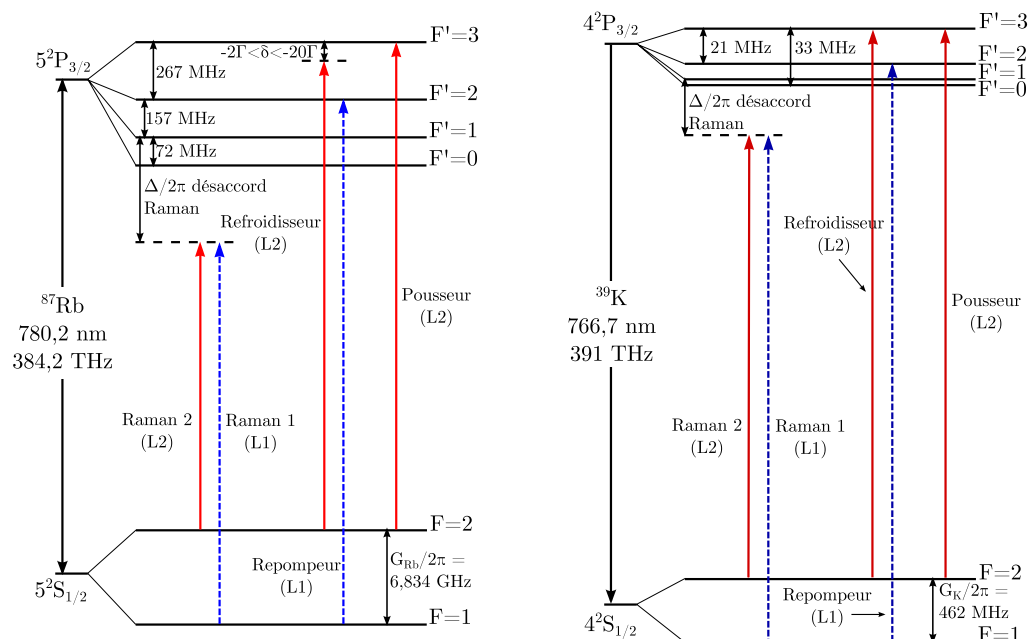 F'=3
-2Γ<δ<-20Γ
5²P₃/₂
267 MHz
F'=2
157 MHz
F'=1
72 MHz
F'=0
Δ/2π désaccord
Raman
Refroidisseur
(L2)
⁸⁷Rb
780,2 nm
384,2 THz
Pousseur
(L2)
Raman 2
(L2)
Raman 1
(L1)
F=2
Repompeur
(L1)
G_Rb/2π =
6,834 GHz
5²S₁/₂
F=1
F'=3
4²P₃/₂
21 MHz
33 MHz
F'=2
F'=1
F'=0
Δ/2π désaccord
Raman
Refroidisseur
(L2)
³⁹K
766,7 nm
391 THz
Pousseur
(L2)
Raman 2
(L2)
Raman 1
(L1)
F=2
Repompeur
(L1)
G_K/2π =
462 MHz
4²S₁/₂
F=1